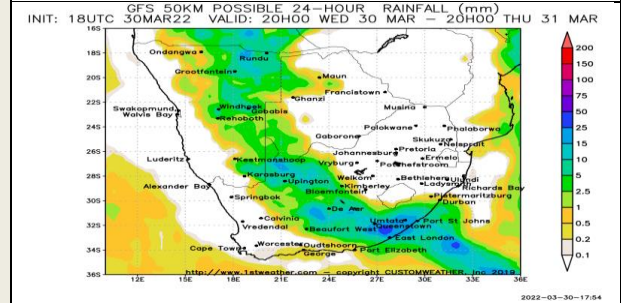 GFS 50KM POSSIBLE 24-HOUR RAINFALL (mm)
INIT: 18UTC 30MAR22 VALID: 20H00 WED 30 MAR — 20H00 THU 31 MAR
16S
Ondangwa
Rundu
200
150
Grootfontein
20S
Maun
100
Francistown
Ghanzi
75
22S
Windhoek
Gobabis
Musina
50
Swakopmund
Walvis Bay
Rehoboth
24S
Polokwane
Phalaborwa
25
Gaborone
Skukuza
Nelspruit
Pretoria
20
26S
Johannesburg
Ermelo
15
Luderitz
Keetmanshoop
Vryburg
Potchefstroom
10
28S
Karasburg
Upington
Welkom
Bethlehem
Ulundi
Ladysmith
5
Alexander Bay
Kimberley
Richards Bay
Bloemfontein
2.5
30S
Springbok
Pietermaritzburg
Durban
1
De Aar
32S
Calvinia
Umtata
Port St Johns
0.5
Vredendal
Beaufort West
Queenstown
East London
0.2
34S
Cape Town
Worcester
Oudtshoorn
George
Port Elizabeth
0.1
http://www.1stweather.com — copyright CUSTOMWEATHER, inc 2019
36S
12E
15E
18E
21E
24E
27E
30E
33E
36E
2022-03-30-17:54